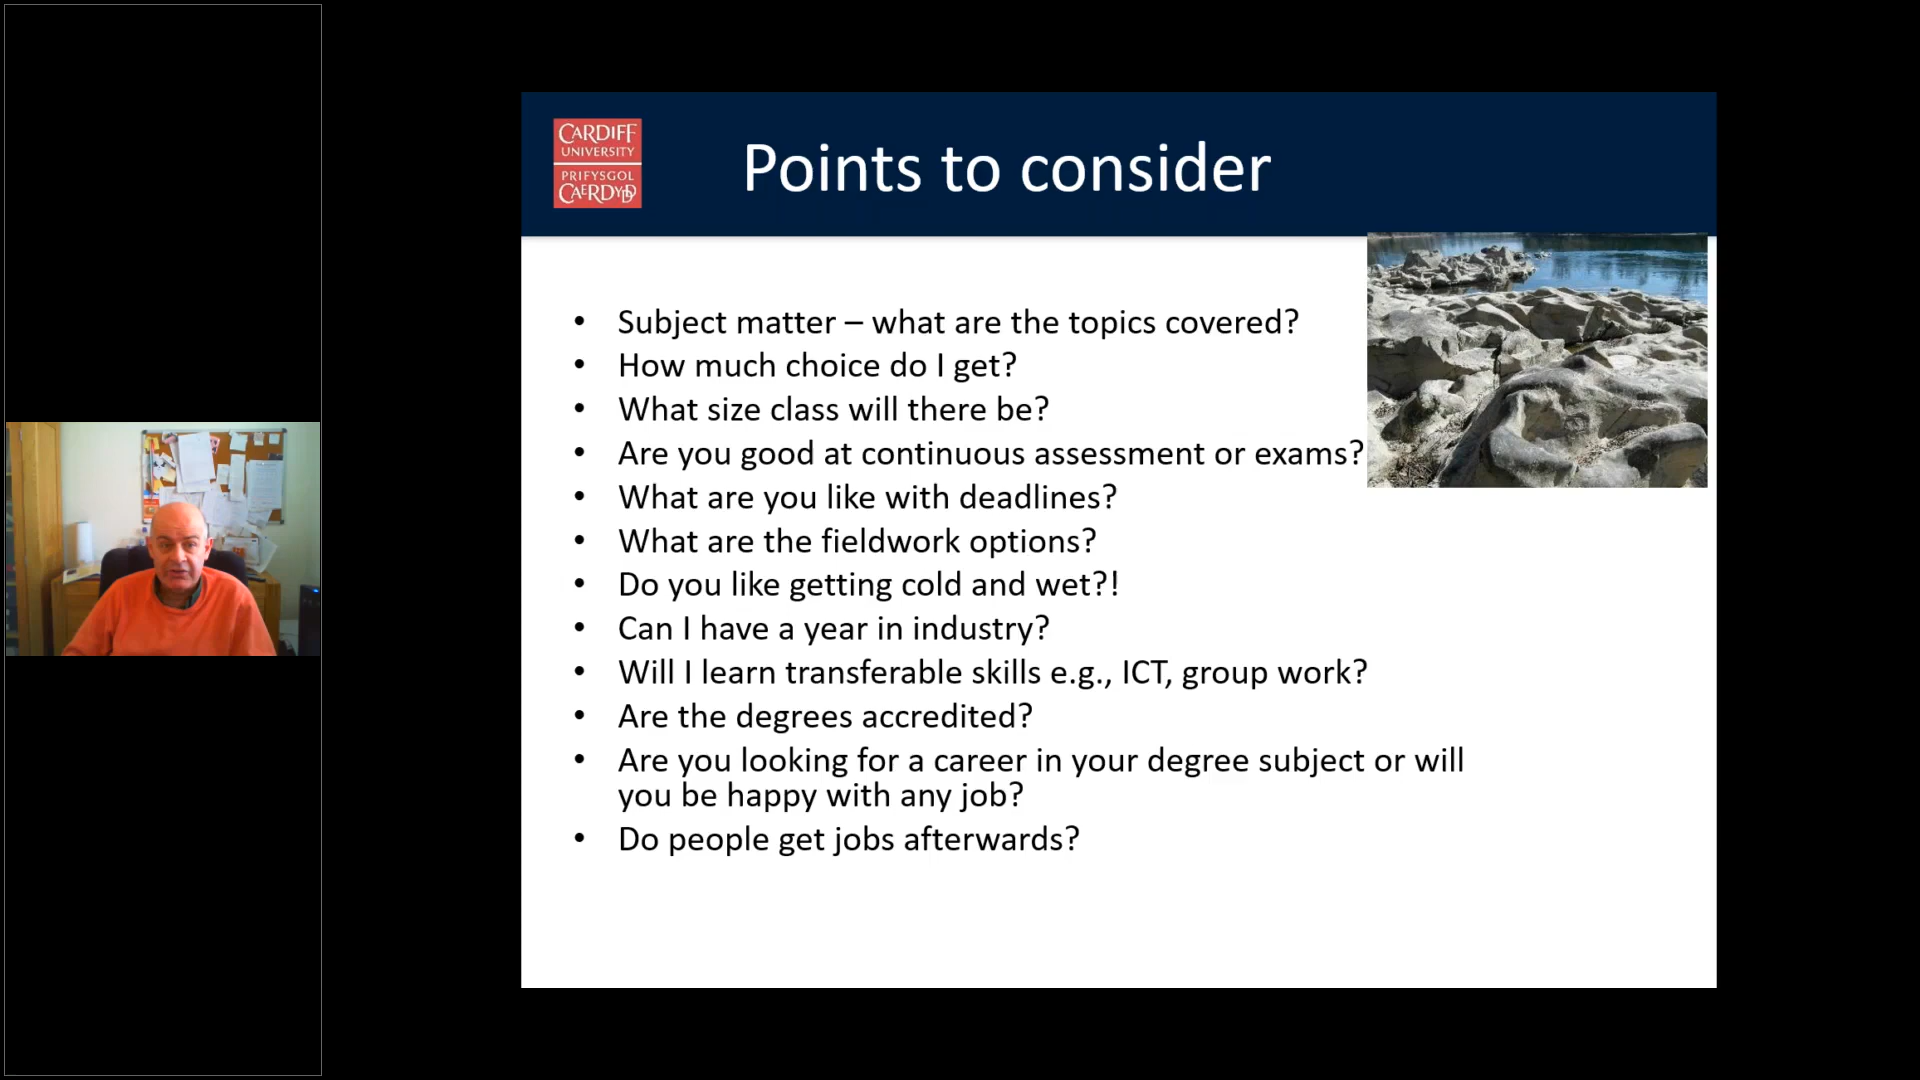 CARDIFF
UNIVERSITY
PRIFYSGOL
CAERDYDD
Points to consider
• Subject matter – what are the topics covered?
• How much choice do I get?
• What size class will there be?
• Are you good at continuous assessment or exams?
• What are you like with deadlines?
• What are the fieldwork options?
• Do you like getting cold and wet?!
• Can I have a year in industry?
• Will I learn transferable skills e.g., ICT, group work?
• Are the degrees accredited?
• Are you looking for a career in your degree subject or will
you be happy with any job?
• Do people get jobs afterwards?